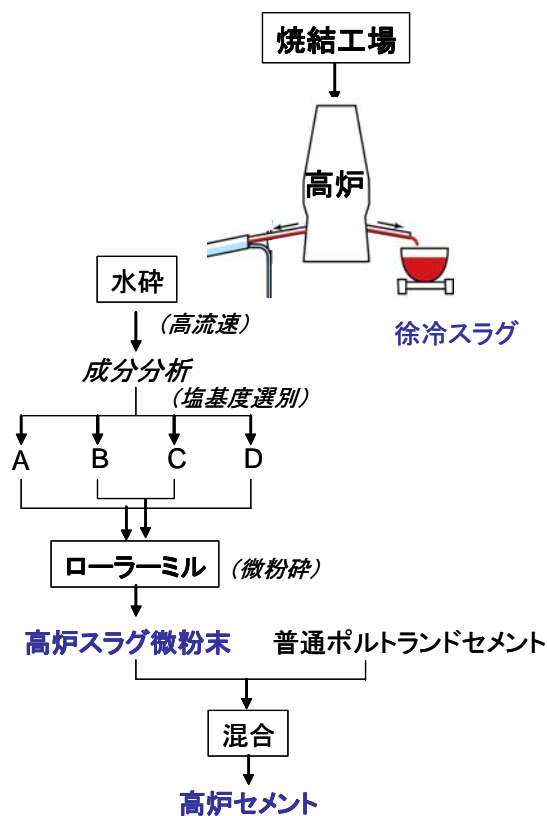 焼結工場
高炉
水砕
(高流速)
徐冷スラグ
成分分析
(塩基度選別)
A B C D
ローラーミル (微粉砕)
高炉スラグ微粉末 普通ポルトランドセメント
混合
高炉セメント